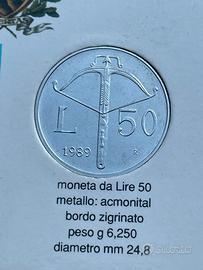 L 50
1989 R
moneta da Lire 50
metallo: acmonital
bordo zigrinato
peso g 6,250
diametro mm 24,8